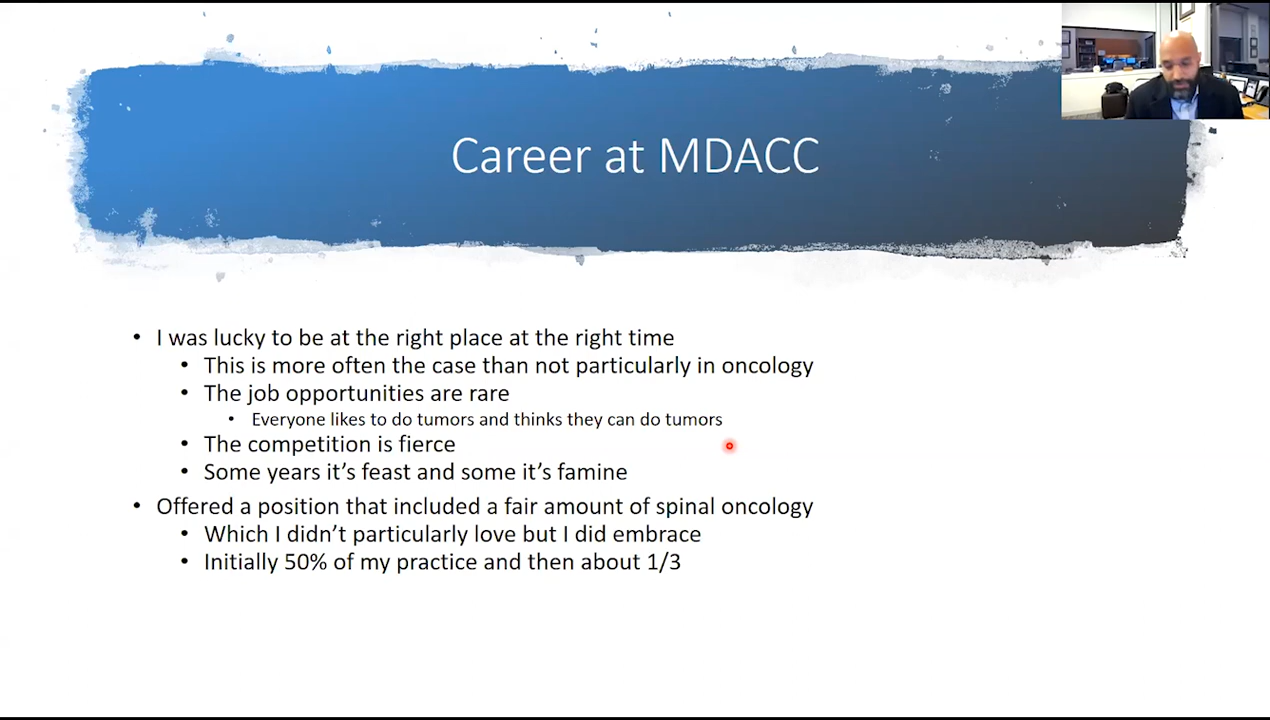 Career at MDACC
• I was lucky to be at the right place at the right time
• This is more often the case than not particularly in oncology
• The job opportunities are rare
• Everyone likes to do tumors and thinks they can do tumors
• The competition is fierce
• Some years it’s feast and some it’s famine
• Offered a position that included a fair amount of spinal oncology
• Which I didn’t particularly love but I did embrace
• Initially 50% of my practice and then about 1/3